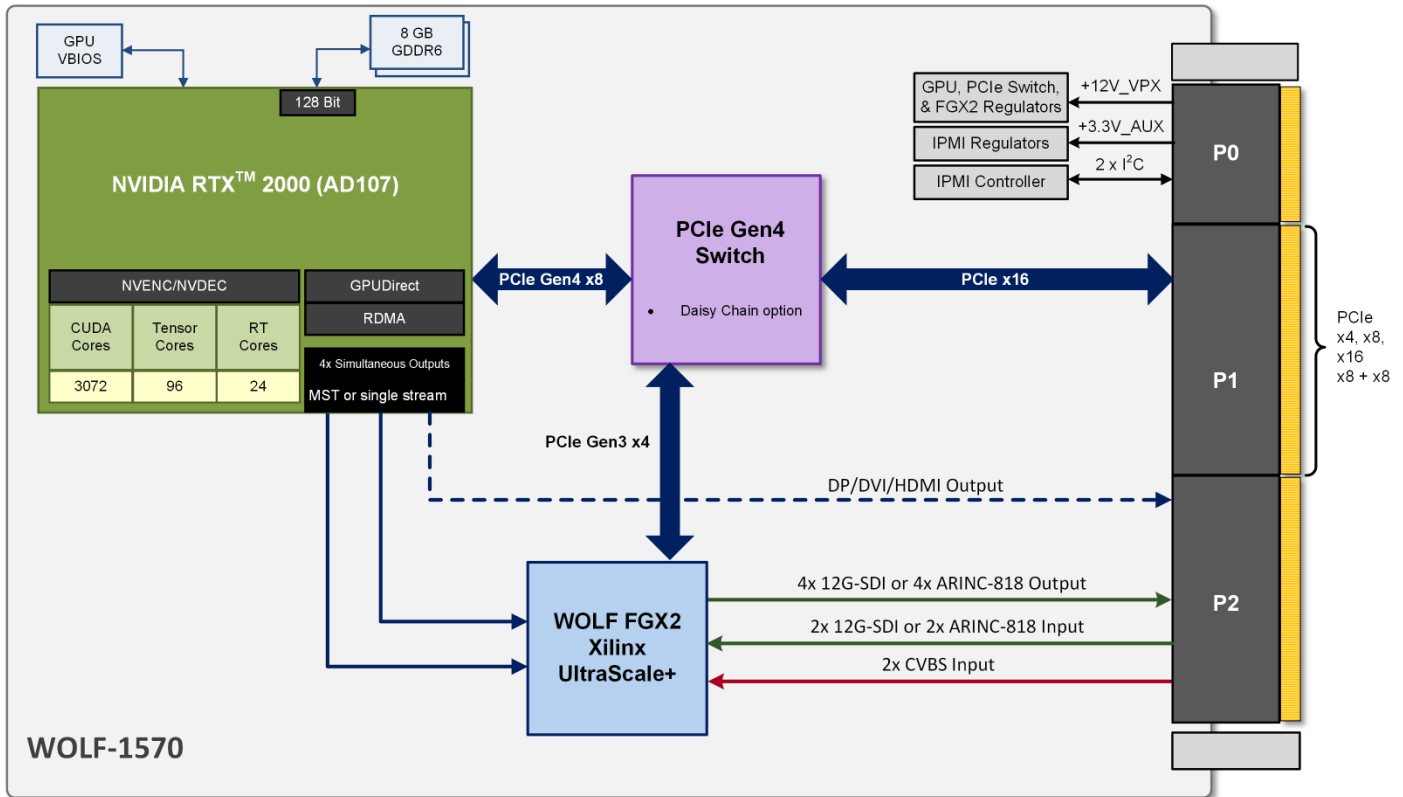 GPU
VBIOS
8 GB
GDDR6
128 Bit
NVIDIA RTX™ 2000 (AD107)
NVENC/NVDEC
CUDA
Cores
Tensor
Cores
RT
Cores
3072
96
24
GPUDirect
RDMA
4x Simultaneous Outputs
MST or single stream
PCIe Gen4 x8
PCIe Gen4
Switch
• Daisy Chain option
PCIe x16
PCIe Gen3 x4
GPU, PCIe Switch,
& FGX2 Regulators
+12V_VPX
IPMI Regulators
+3.3V_AUX
IPMI Controller
2 x I²C
P0
P1
PCIe
x4, x8,
x16
x8 + x8
DP/DVI/HDMI Output
WOLF FGX2
Xilinx
UltraScale+
4x 12G-SDI or 4x ARINC-818 Output
2x 12G-SDI or 2x ARINC-818 Input
2x CVBS Input
P2
WOLF-1570